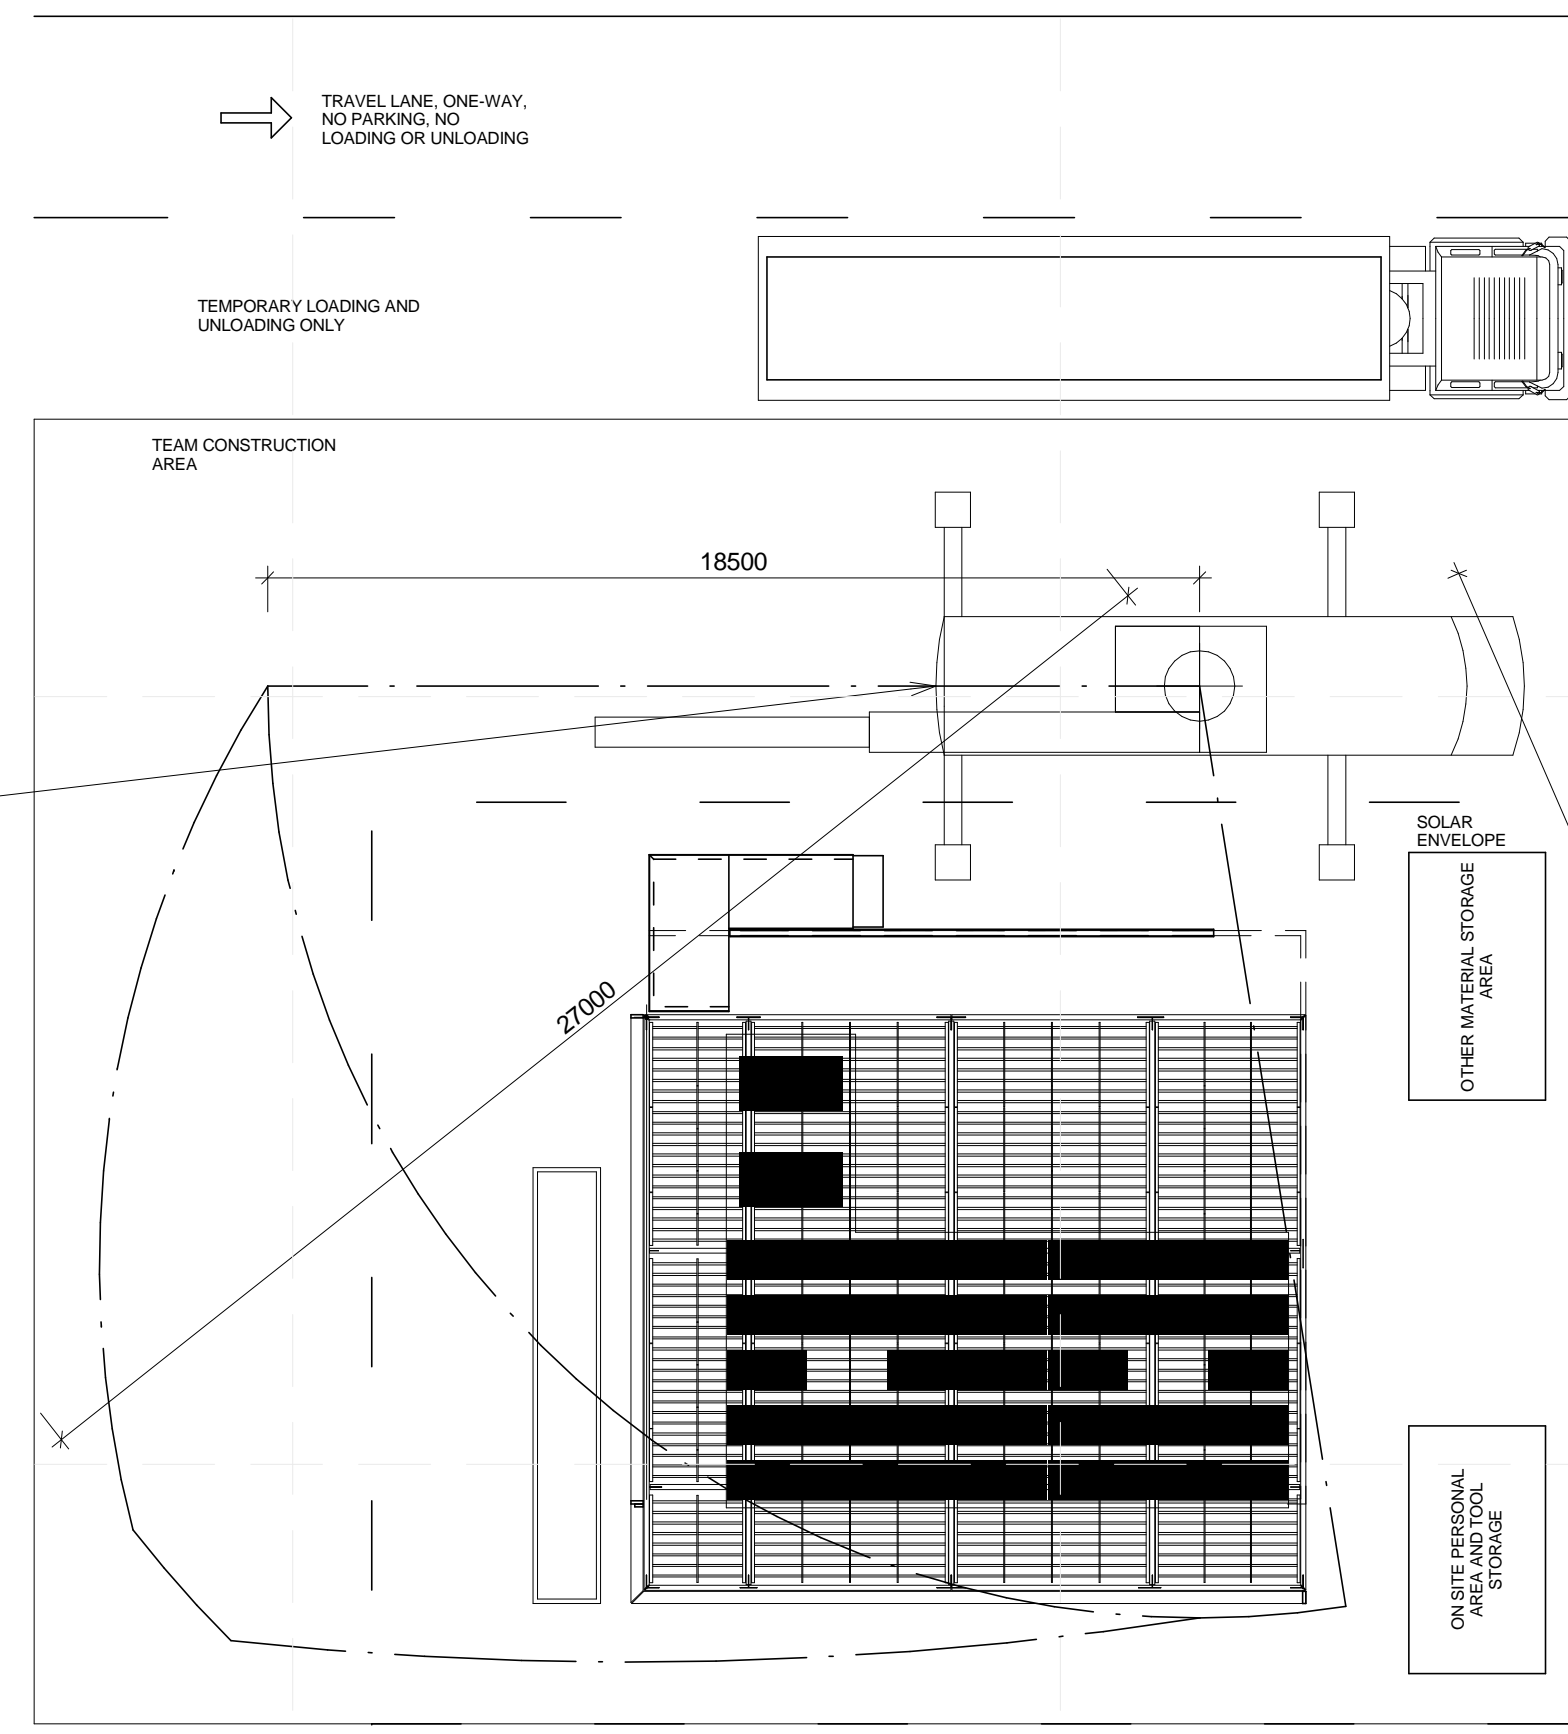 TRAVEL LANE, ONE-WAY,
NO PARKING, NO
LOADING OR UNLOADING
TEMPORARY LOADING AND
UNLOADING ONLY
TEAM CONSTRUCTION
AREA
18500
27000
SOLAR
ENVELOPE
OTHER MATERIAL STORAGE
AREA
ON SITE PERSONAL
AREA AND TOOL
STORAGE